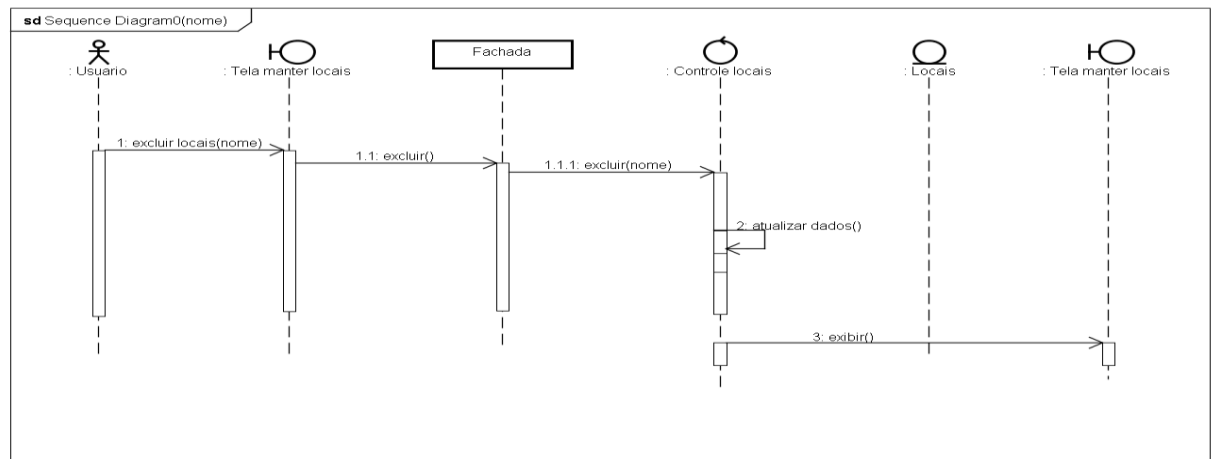 sd Sequence Diagram0(nome)
: Usuario
: Tela manter locais
Fachada
: Controle locais
: Locais
: Tela manter locais
1: excluir locais(nome)
1.1: excluir()
1.1.1: excluir(nome)
2: atualizar dados()
3: exibir()